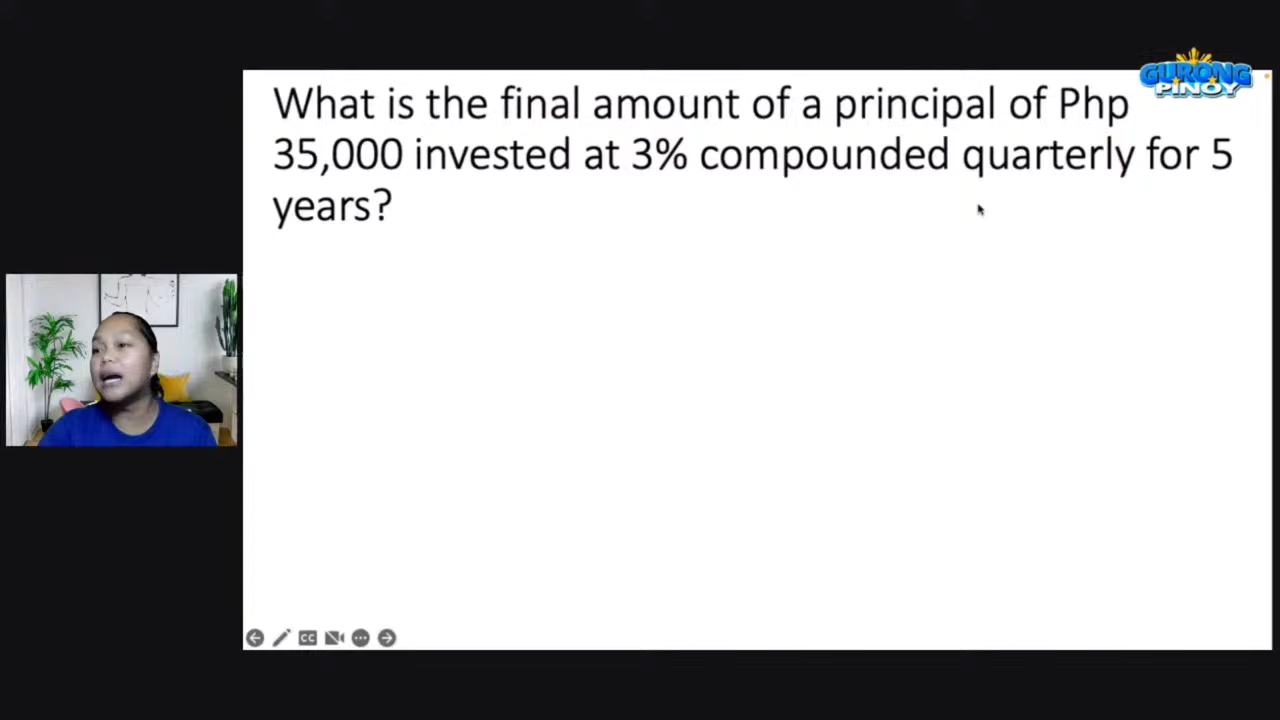 GURONG
PINOY
What is the final amount of a principal of Php
35,000 invested at 3% compounded quarterly for 5
years?
CC